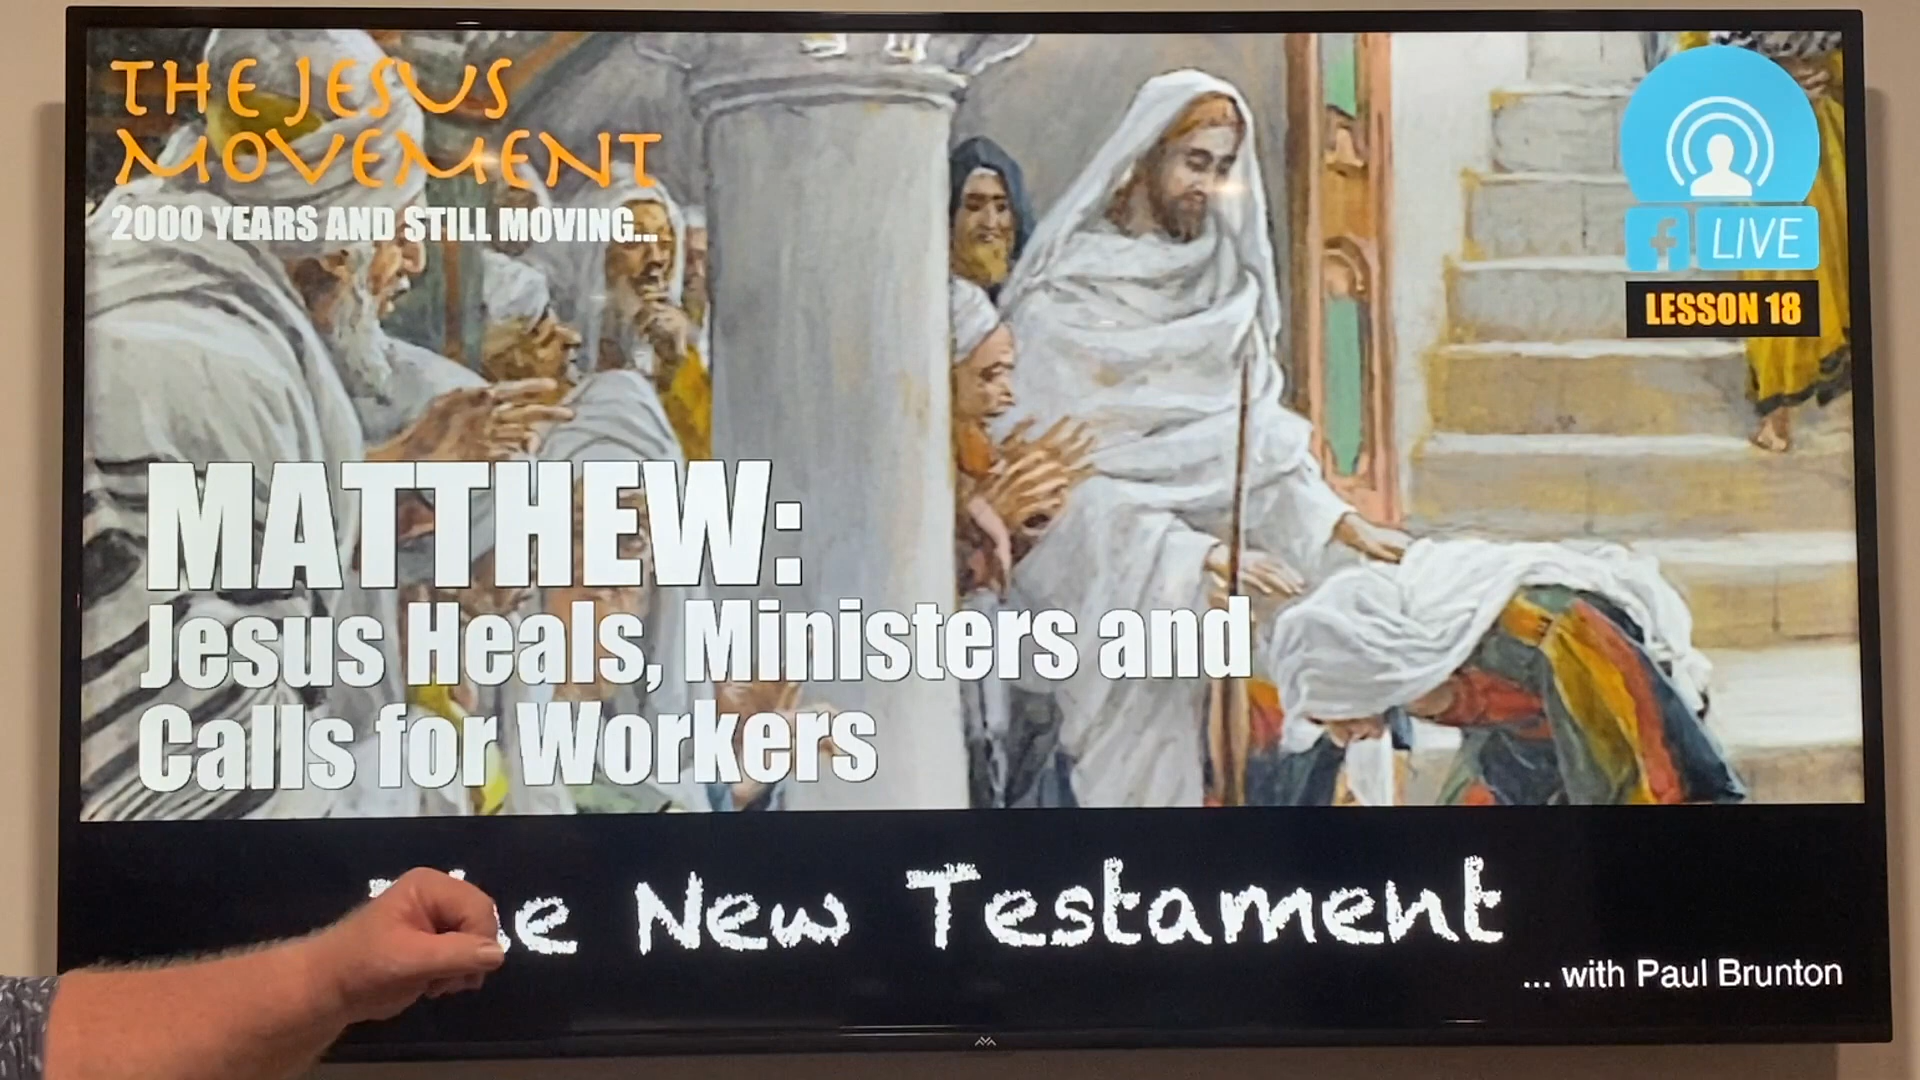 THE JESUS
MOVEMENT
2000 YEARS AND STILL MOVING...
f LIVE
LESSON 18
MATTHEW:
Jesus Heals, Ministers and
Calls for Workers
The New Testament
... with Paul Brunton